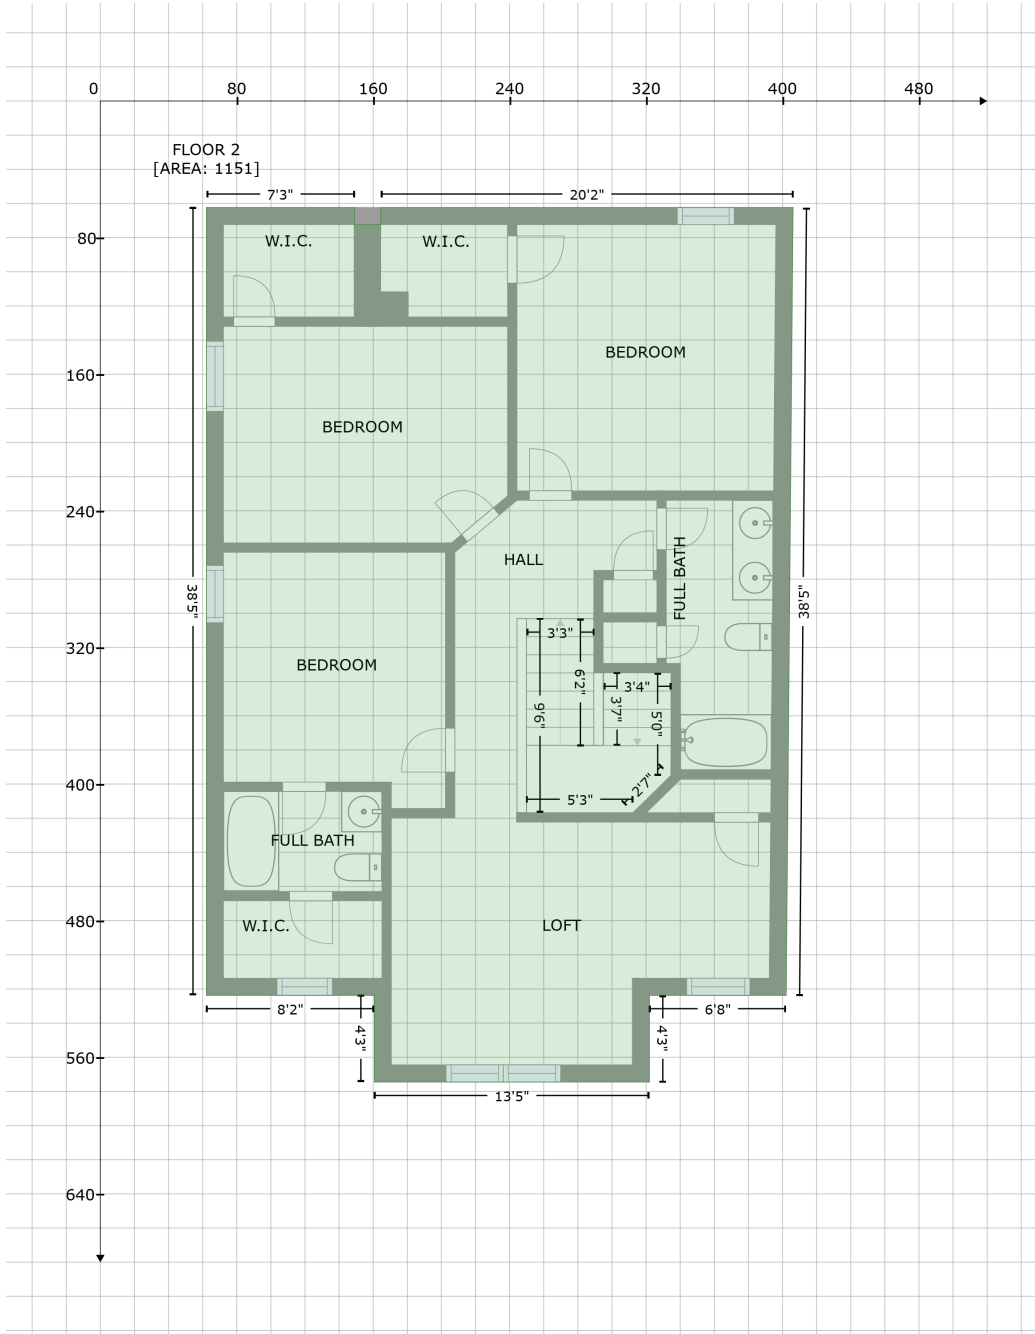 0 80 160 240 320 400 480
FLOOR 2
[AREA: 1151]
7'3" 20'2"
80
W.I.C. W.I.C.
BEDROOM
160
BEDROOM
240
HALL
FULL BATH
38'5" 38'5"
3'3"
320
BEDROOM
6'2"
3'4"
9'6"
3'7"
5'0"
400
2'7"
5'3"
FULL BATH
480
W.I.C. LOFT
8'2" 6'8"
4'3" 4'3"
560
13'5"
640